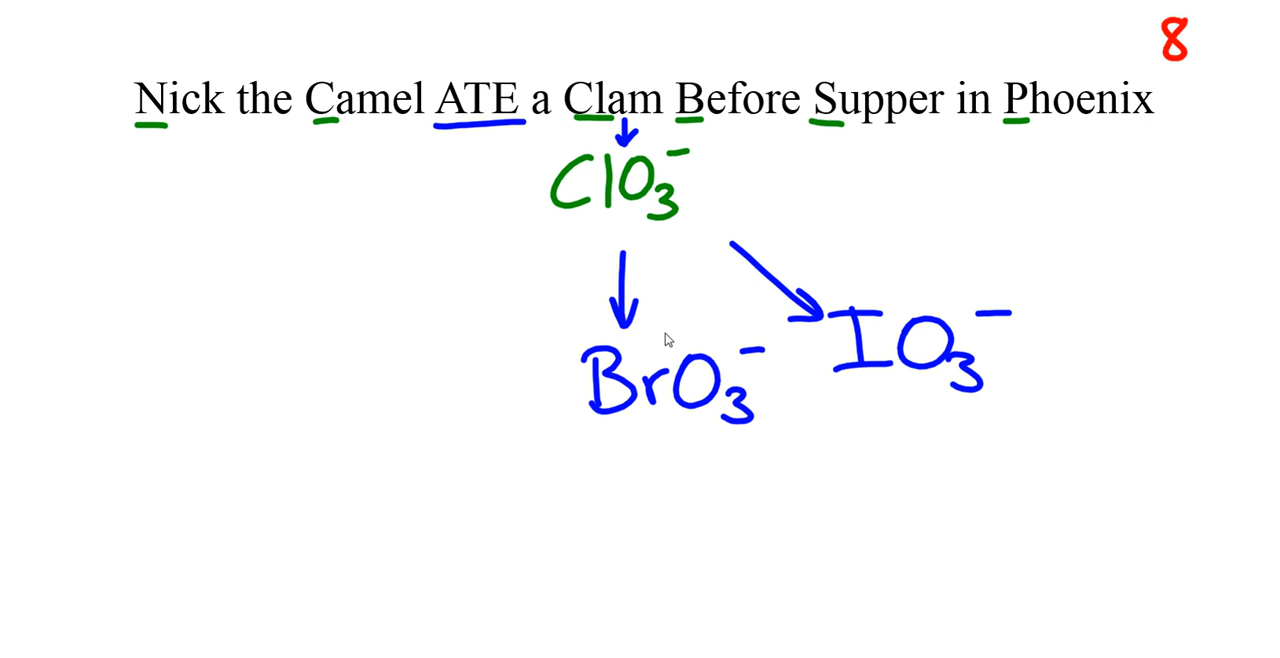 8
Nick the Camel ATE a Clam Before Supper in Phoenix
ClO₃⁻
BrO₃⁻
IO₃⁻